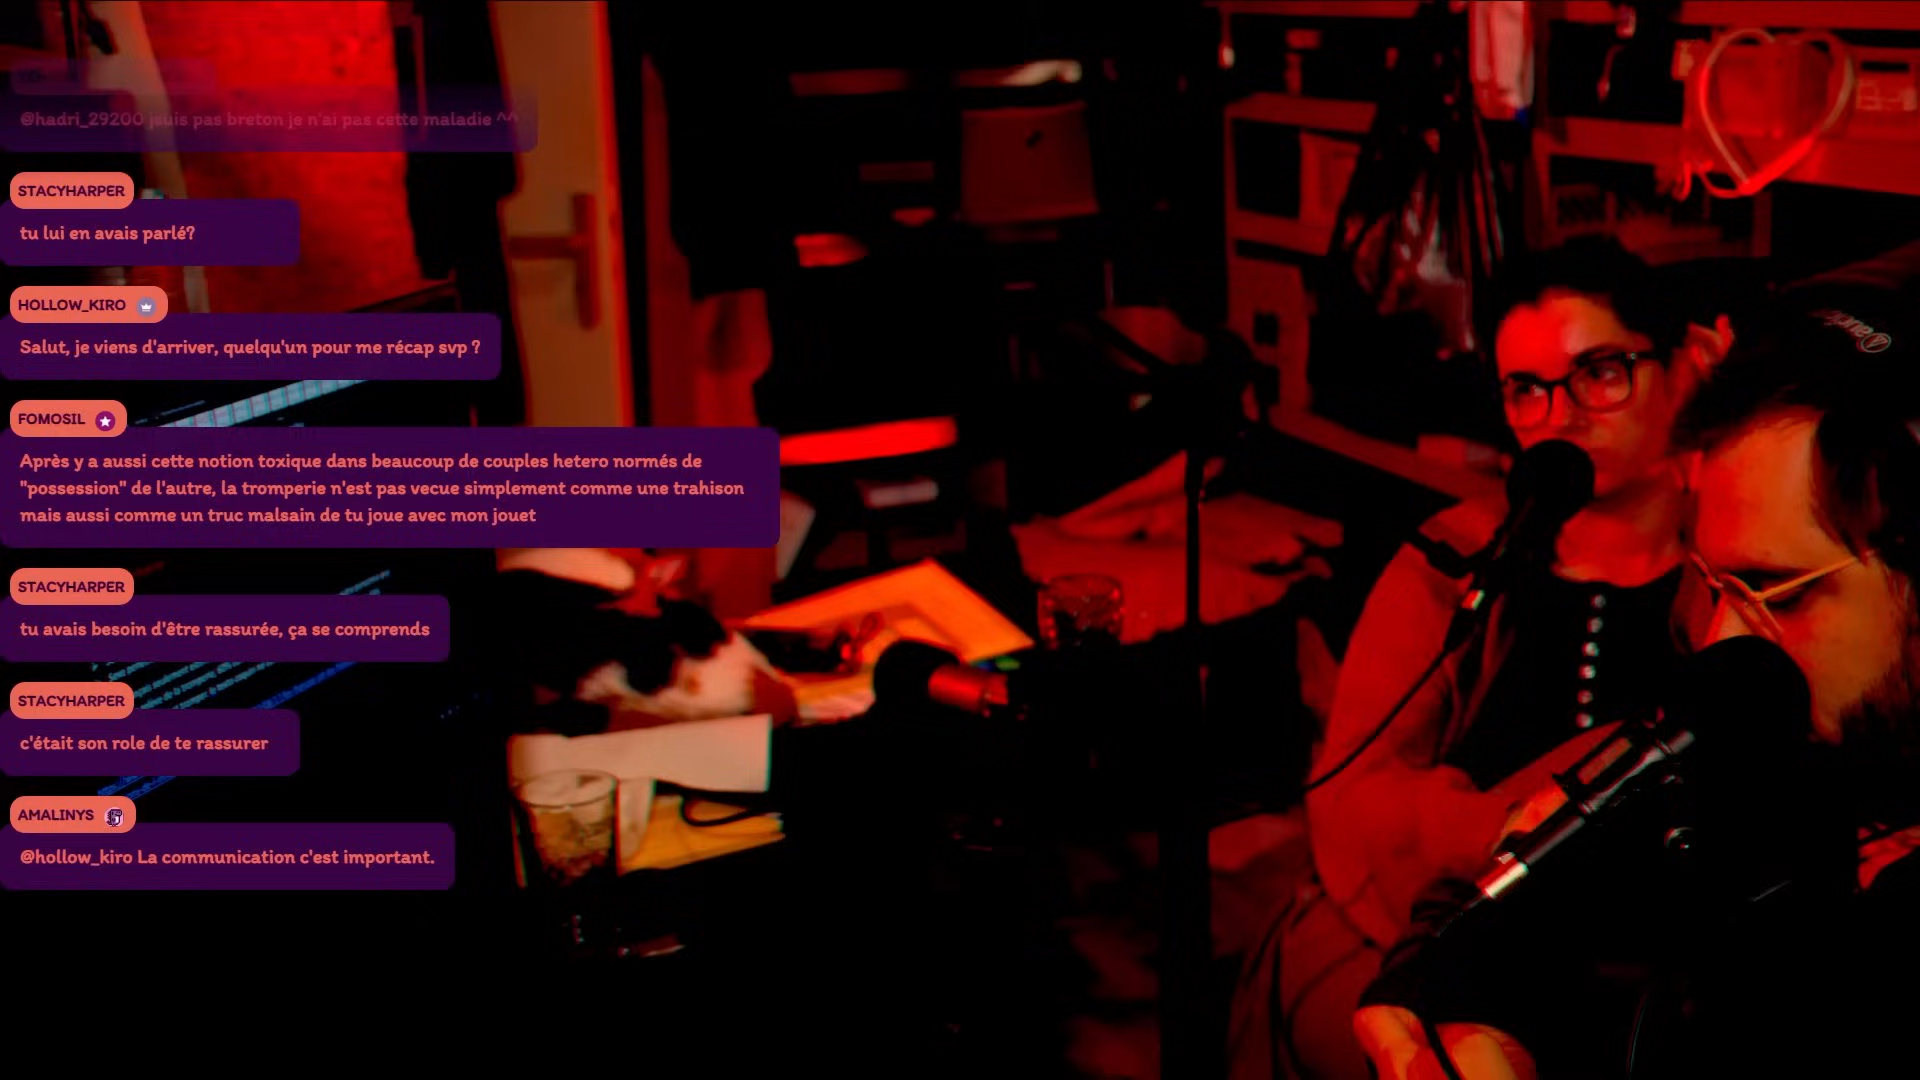 @hadri_29200 jsuis pas breton je n'ai pas cette maladie ^^
STACYHARPER
tu lui en avais parlé?
HOLLOW_KIRO
Salut, je viens d'arriver, quelqu'un pour me récap svp ?
FOMOSIL
Après y a aussi cette notion toxique dans beaucoup de couples hetero normés de
"possession" de l'autre, la tromperie n'est pas vecue simplement comme une trahison
mais aussi comme un truc malsain de tu joue avec mon jouet
STACYHARPER
tu avais besoin d'être rassurée, ça se comprends
STACYHARPER
c'était son role de te rassurer
AMALINYS
@hollow_kiro La communication c'est important.